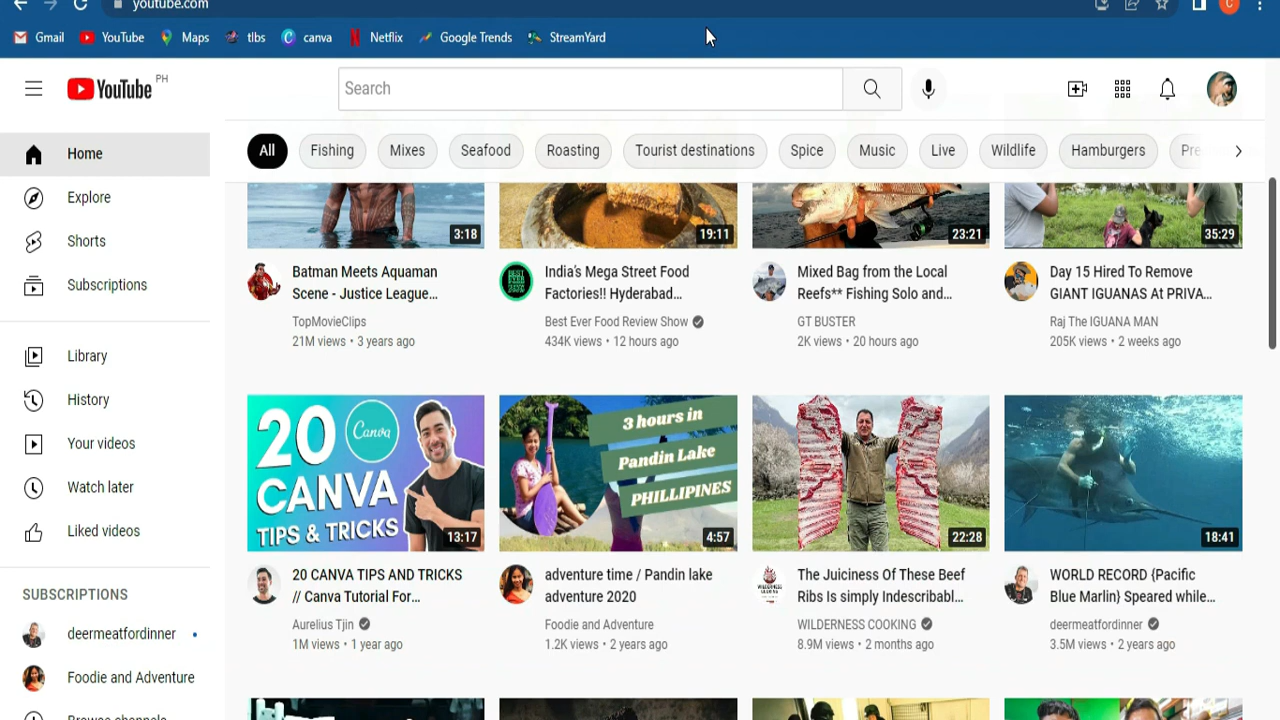 youtube.com
C
Gmail YouTube Maps tlbs canva Netflix Google Trends StreamYard
YouTube PH
Search
All Fishing Mixes Seafood Roasting Tourist destinations Spice Music Live Wildlife Hamburgers Pre
Home
Explore
Shorts
Subscriptions
Library
History
Your videos
Watch later
Liked videos
SUBSCRIPTIONS
deermeatfordinner
Foodie and Adventure
3:18
Batman Meets Aquaman
Scene - Justice League...
TopMovieClips
21M views • 3 years ago
19:11
BEST EVER FOOD
India's Mega Street Food
Factories!! Hyderabad...
Best Ever Food Review Show
434K views • 12 hours ago
23:21
Mixed Bag from the Local
Reefs** Fishing Solo and...
GT BUSTER
2K views • 20 hours ago
35:29
Day 15 Hired To Remove
GIANT IGUANAS At PRIVA...
Raj The IGUANA MAN
205K views • 2 weeks ago
20 Canva
CANVA
TIPS & TRICKS
13:17
20 CANVA TIPS AND TRICKS
// Canva Tutorial For...
Aurelius Tjin
1M views • 1 year ago
3 hours in
Pandin Lake
PHILLIPINES
4:57
adventure time / Pandin lake
adventure 2020
Foodie and Adventure
1.2K views • 2 years ago
22:28
The Juiciness Of These Beef
Ribs Is simply Indescribabl...
WILDERNESS COOKING
8.9M views • 2 months ago
18:41
WORLD RECORD {Pacific
Blue Marlin} Speared while...
deermeatfordinner
3.5M views • 2 years ago